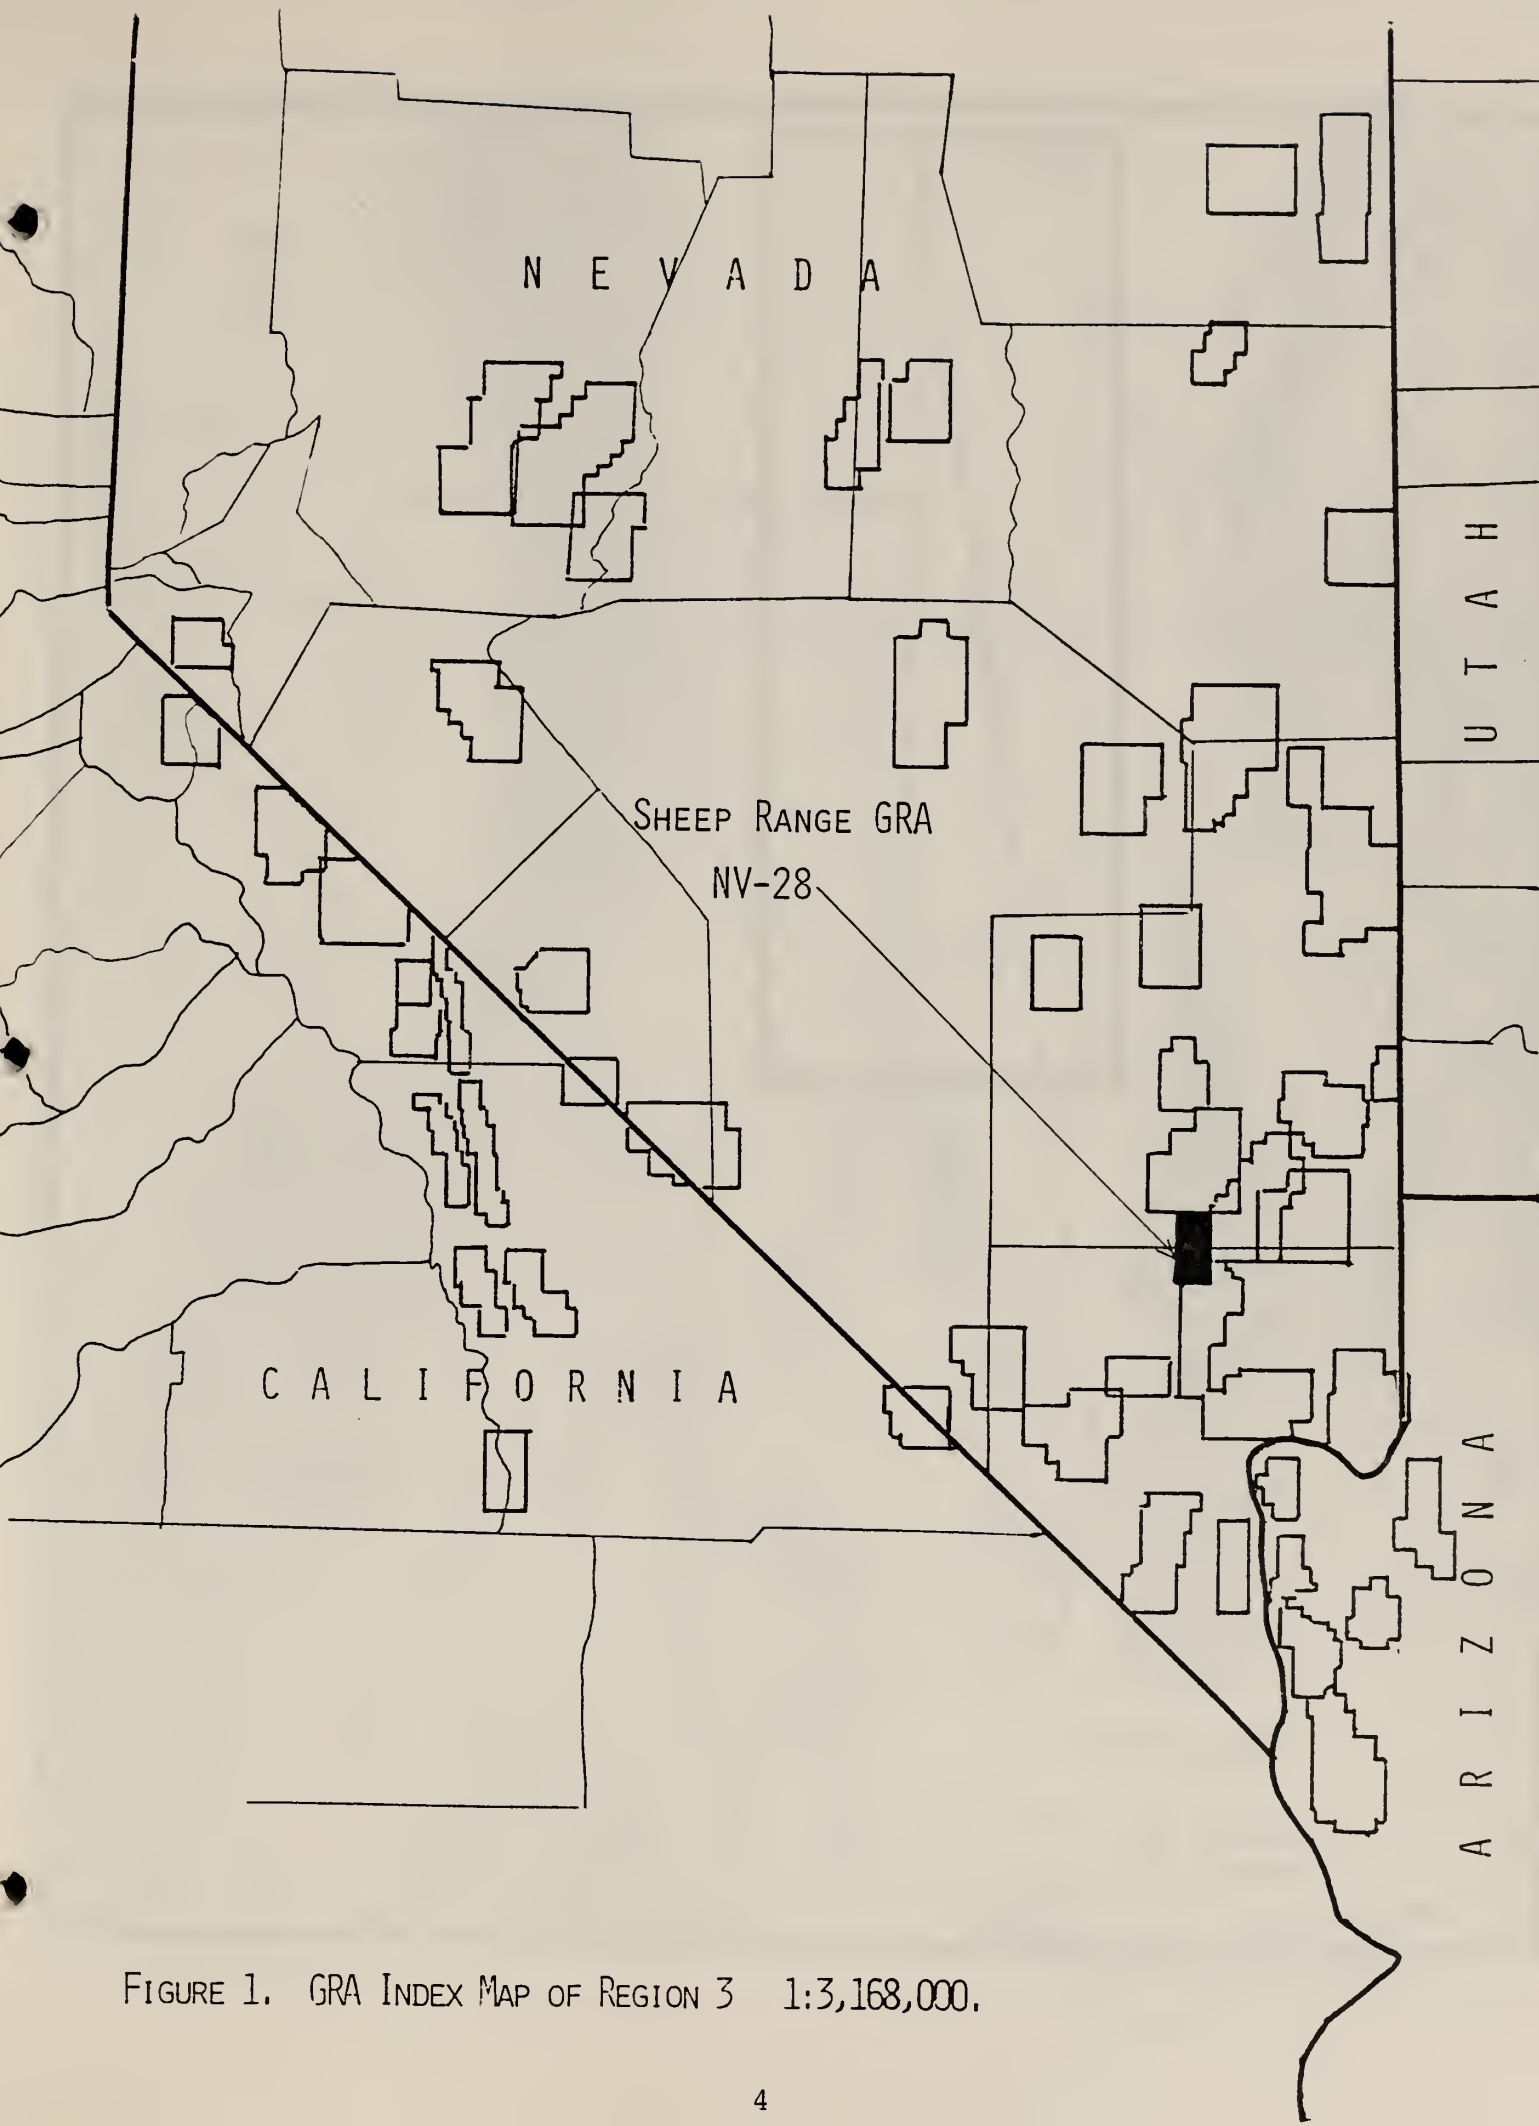 N E V A D A
U T A H
SHEEP RANGE GRA
NV-28
C A L I F O R N I A
A R I Z O N A
FIGURE 1. GRA INDEX MAP OF REGION 3 1:3,168,000.
4